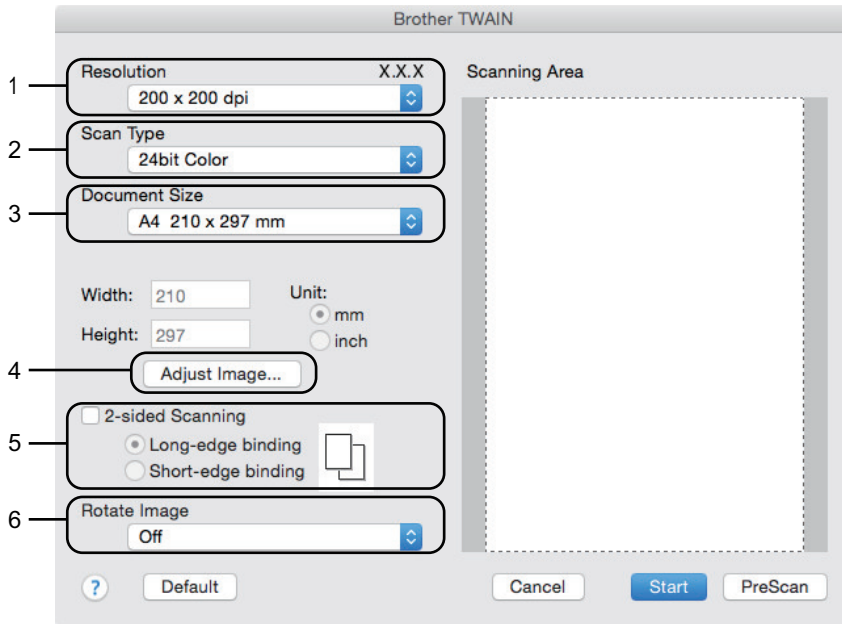 Brother TWAIN
1
Resolution X.X.X
200 x 200 dpi
2
Scan Type
24bit Color
3
Document Size
A4 210 x 297 mm
Width: 210
Height: 297
Unit:
mm
inch
4
Adjust Image...
5
2-sided Scanning
Long-edge binding
Short-edge binding
6
Rotate Image
Off
Scanning Area
?
Default
Cancel
Start
PreScan